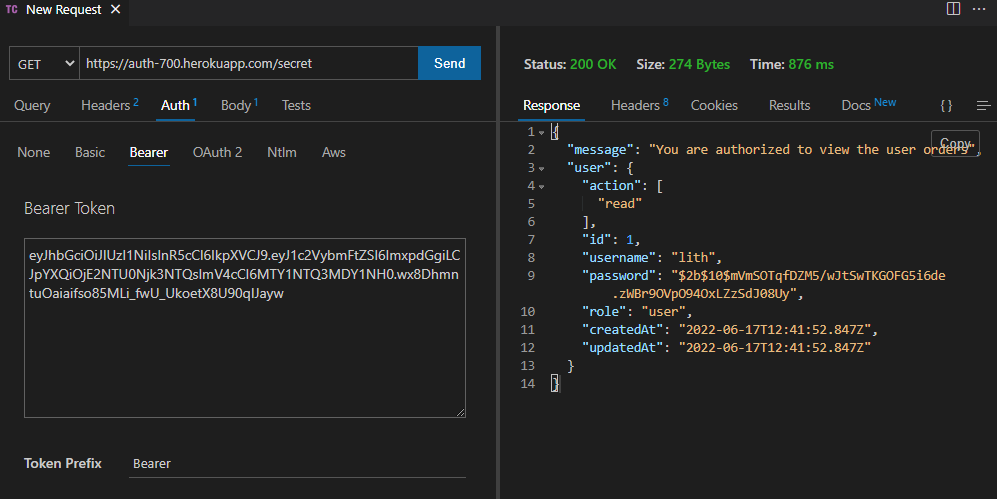 TC New Request
GET https://auth-700.herokuapp.com/secret Send
Query Headers 2 Auth 1 Body 1 Tests
None Basic Bearer OAuth 2 Ntlm Aws
Bearer Token
eyJhbGciOiJIUzI1NiIsInR5cCI6IkpXVCJ9.eyJ1c2VybmFtZSI6ImxpdGgiLC
JpYXQiOjE2NTU0Njk3NTQsImV4cCI6MTY1NTQ3MDY1NH0.wx8Dhmn
tuOaiaifso85MLi_fwU_UkoetX8U90qIJayw
Token Prefix Bearer
Status: 200 OK Size: 274 Bytes Time: 876 ms
Response Headers 8 Cookies Results Docs New { }
Copy
1 {
2 "message": "You are authorized to view the user orders",
3 "user": {
4 "action": [
5 "read"
6 ],
7 "id": 1,
8 "username": "lith",
9 "password": "$2b$10$mVmSOTqfDZM5/wJtSwTKGOFG5i6de
.zWBr9OVpO94OxLZzSdJ08Uy",
10 "role": "user",
11 "createdAt": "2022-06-17T12:41:52.847Z",
12 "updatedAt": "2022-06-17T12:41:52.847Z"
13 }
14 }